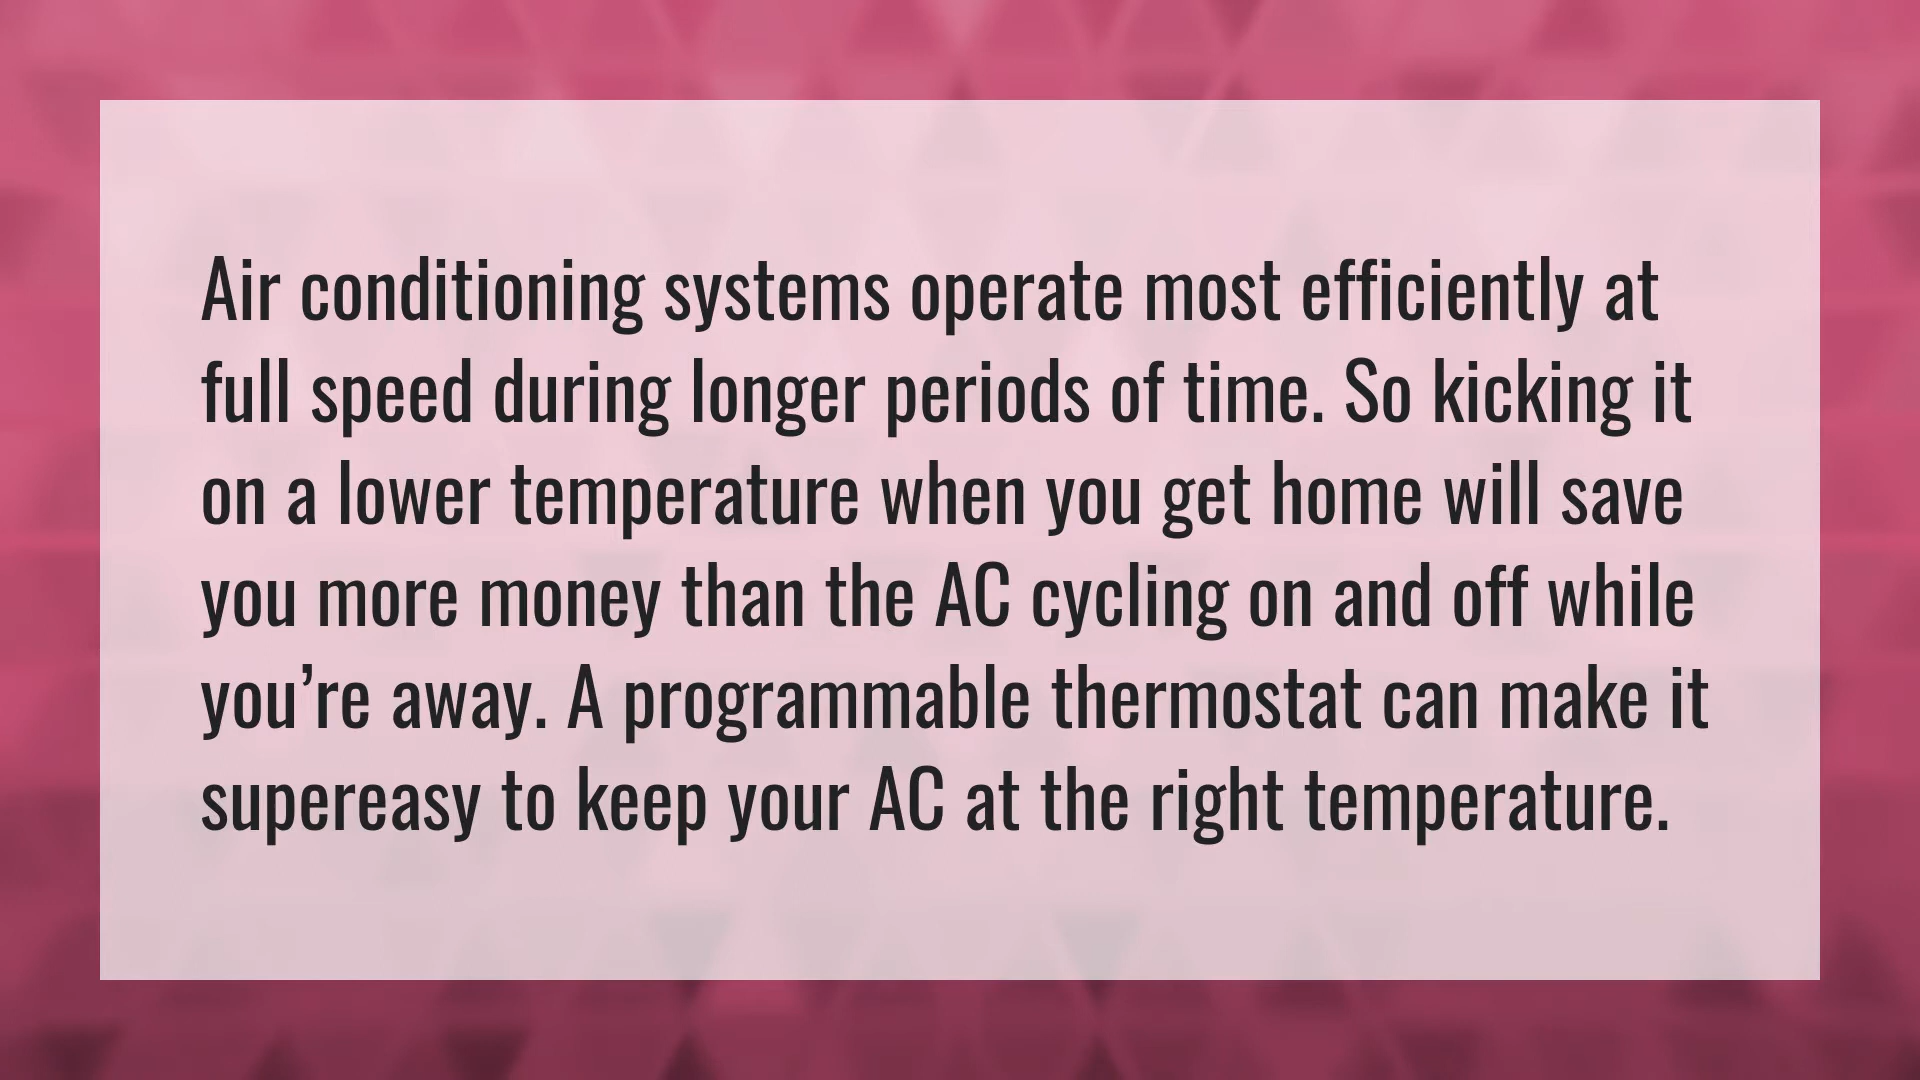 Air conditioning systems operate most efficiently at
full speed during longer periods of time. So kicking it
on a lower temperature when you get home will save
you more money than the AC cycling on and off while
you’re away. A programmable thermostat can make it
supereasy to keep your AC at the right temperature.